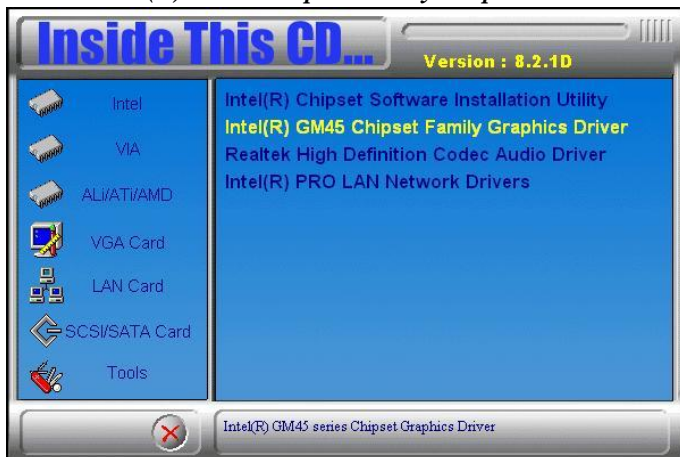 Inside This CD...
Version : 8.2.1D
Intel
VIA
ALi/ATi/AMD
VGA Card
LAN Card
SCSI/SATA Card
Tools
Intel(R) Chipset Software Installation Utility
Intel(R) GM45 Chipset Family Graphics Driver
Realtek High Definition Codec Audio Driver
Intel(R) PRO LAN Network Drivers
Intel(R) GM45 series Chipset Graphics Driver